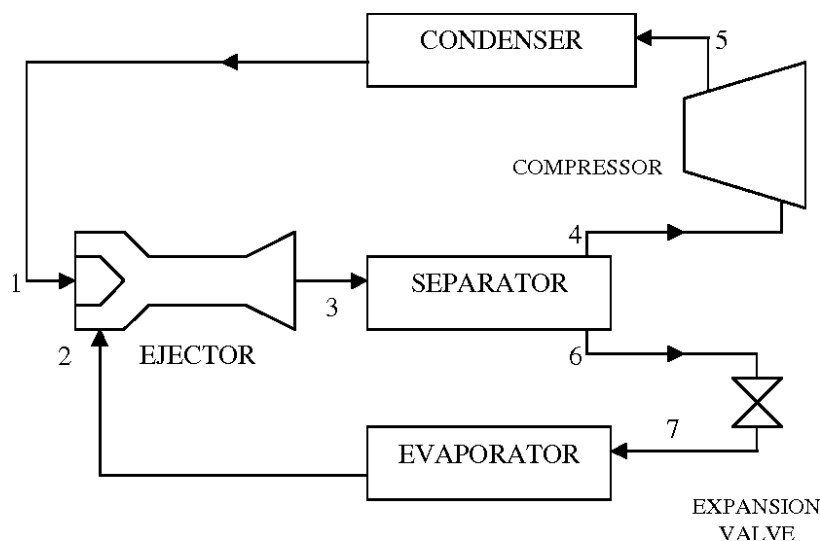 CONDENSER
5
COMPRESSOR
4
1
3
SEPARATOR
2
EJECTOR
6
7
EVAPORATOR
EXPANSION
VALVE